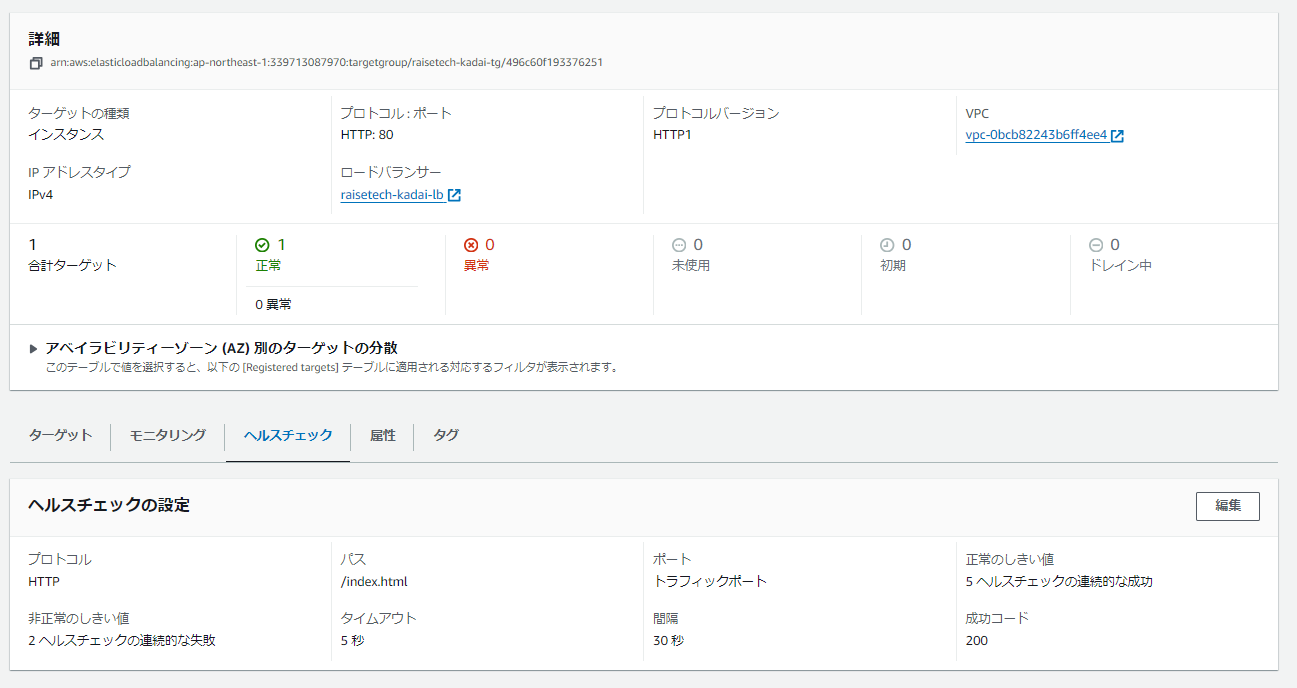 詳細
arn:aws:elasticloadbalancing:ap-northeast-1:339713087970:targetgroup/raisetech-kadai-tg/496c60f193376251
ターゲットの種類
インスタンス
プロトコル : ポート
HTTP: 80
プロトコルバージョン
HTTP1
VPC
vpc-0bcb82243b6ff4ee4
IP アドレスタイプ
IPv4
ロードバランサー
raisetech-kadai-lb
1
合計ターゲット
1
正常
0 異常
0
異常
0
未使用
0
初期
0
ドレイン中
アベイラビリティーゾーン (AZ) 別のターゲットの分散
このテーブルで値を選択すると、以下の [Registered targets] テーブルに適用される対応するフィルタが表示されます。
ターゲット
モニタリング
ヘルスチェック
属性
タグ
ヘルスチェックの設定
編集
プロトコル
HTTP
パス
/index.html
ポート
トラフィックポート
正常のしきい値
5 ヘルスチェックの連続的な成功
非正常のしきい値
2 ヘルスチェックの連続的な失敗
タイムアウト
5 秒
間隔
30 秒
成功コード
200